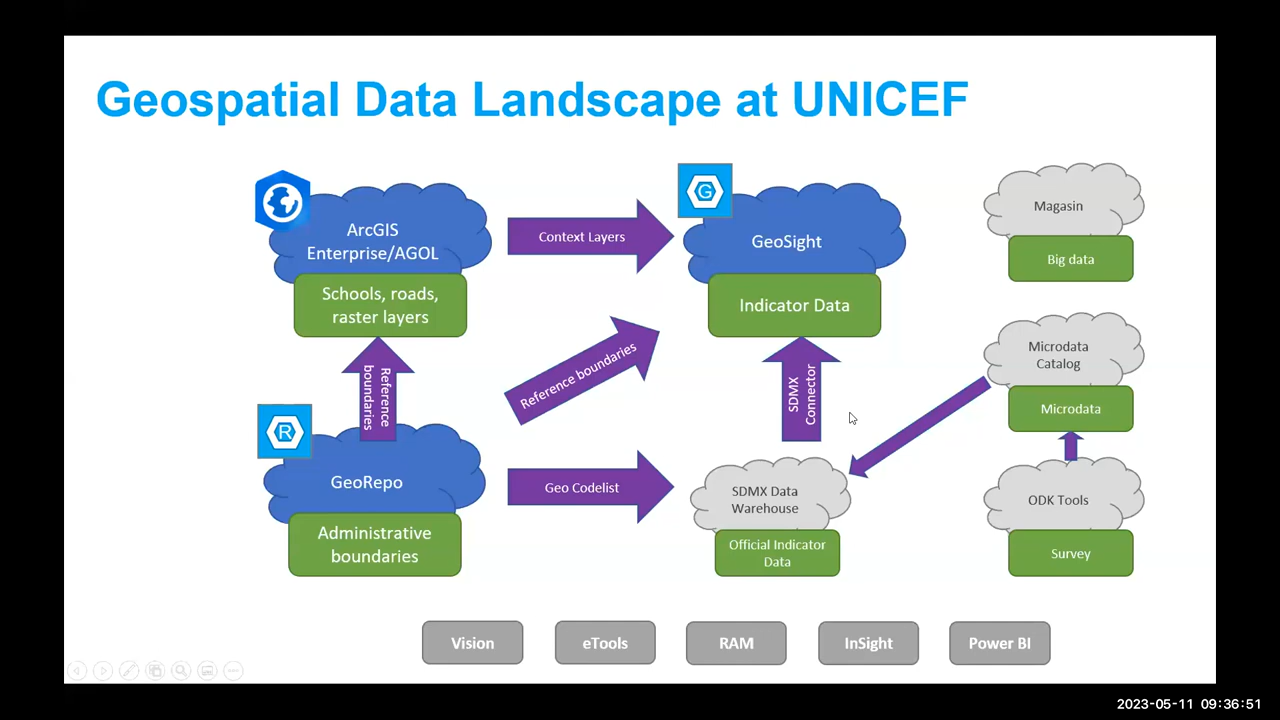 Geospatial Data Landscape at UNICEF
ArcGIS
Enterprise/AGOL
Schools, roads,
raster layers
Context Layers
G
GeoSight
Indicator Data
Magasin
Big data
Reference
boundaries
Reference boundaries
SDMX
Connector
Microdata
Catalog
Microdata
R
GeoRepo
Administrative
boundaries
Geo Codelist
SDMX Data
Warehouse
Official Indicator
Data
ODK Tools
Survey
Vision
eTools
RAM
InSight
Power BI
2023-05-11 09:36:51